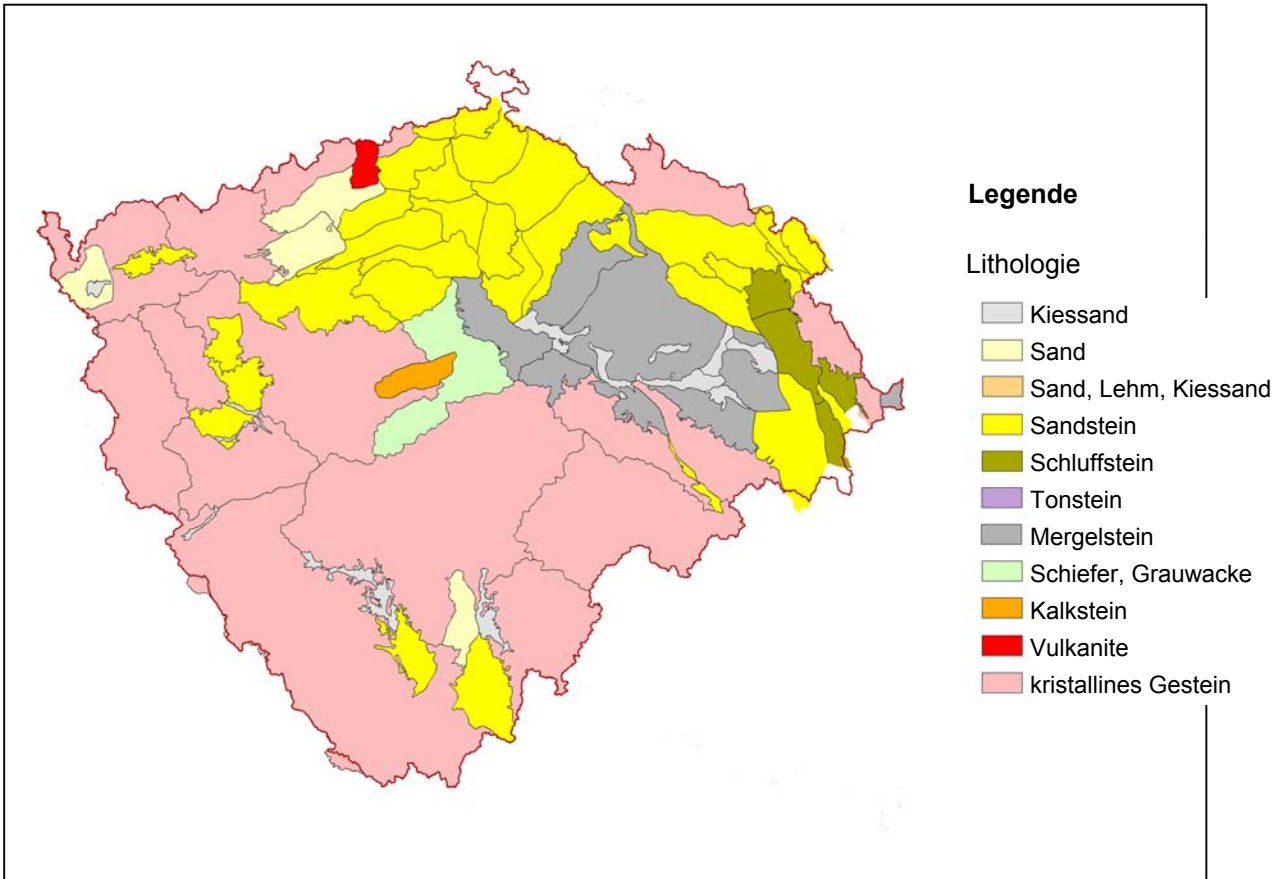 Legende
Lithologie
Kiessand
Sand
Sand, Lehm, Kiessand
Sandstein
Schluffstein
Tonstein
Mergelstein
Schiefer, Grauwacke
Kalkstein
Vulkanite
kristallines Gestein